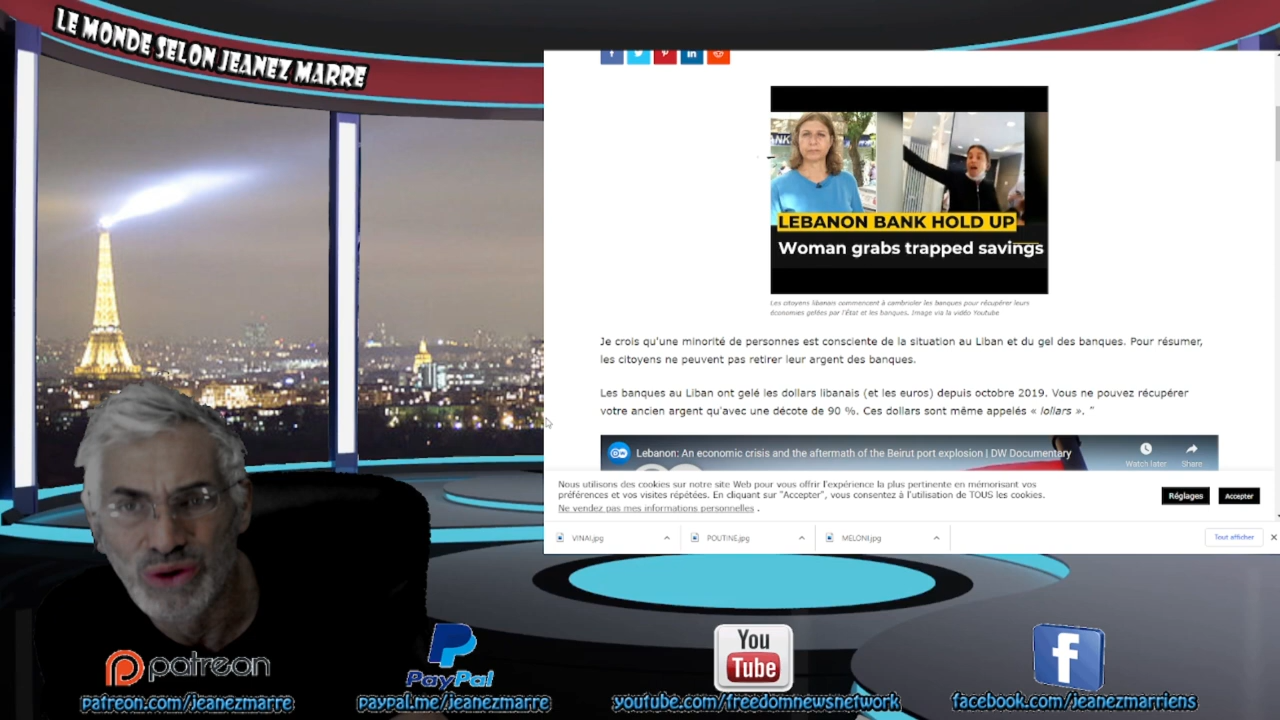 LE MONDE SELON JEANEZ MARRE
LEBANON BANK HOLD UP
Woman grabs trapped savings
Les citoyens libanais commencent à cambrioler les banques pour récupérer leurs
économies gelées par l'État et les banques. Image via la vidéo Youtube
Je crois qu'une minorité de personnes est consciente de la situation au Liban et du gel des banques. Pour résumer,
les citoyens ne peuvent pas retirer leur argent des banques.
Les banques au Liban ont gelé les dollars libanais (et les euros) depuis octobre 2019. Vous ne pouvez récupérer
votre ancien argent qu'avec une décote de 90 %. Ces dollars sont même appelés « lollars ». "
DW
Lebanon: An economic crisis and the aftermath of the Beirut port explosion | DW Documentary
Watch later
Share
Nous utilisons des cookies sur notre site Web pour vous offrir l'expérience la plus pertinente en mémorisant vos
préférences et vos visites répétées. En cliquant sur "Accepter", vous consentez à l'utilisation de TOUS les cookies.
Ne vendez pas mes informations personnelles .
Réglages
Accepter
VINAI.jpg
POUTINE.jpg
MELONI.jpg
Tout afficher
patreon
patreon.com/jeanezmarre
PayPal
paypal.me/jeanezmarre
You
Tube
youtube.com/freedomnewsnetwork
f
facebook.com/jeanezmarriens